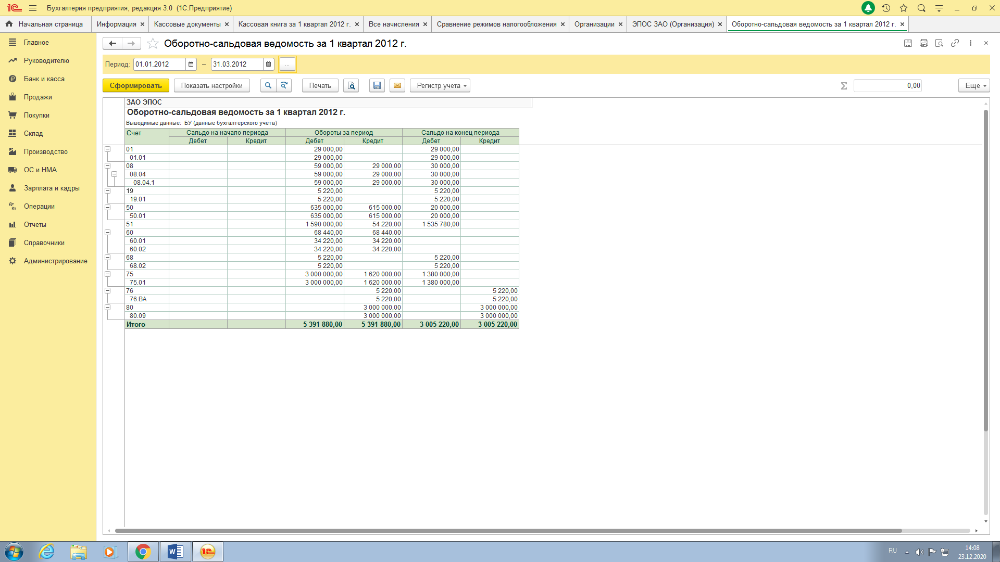 Бухгалтерия предприятия, редакция 3.0 (1С:Предприятие)
Начальная страница Информация Кассовые документы Кассовая книга за 1 квартал 2012 г. Все начисления Сравнение режимов налогообложения Организации ЭПОС ЗАО (Организация) Оборотно-сальдовая ведомость за 1 квартал 2012 г.
Главное
Руководителю
Банк и касса
Продажи
Покупки
Склад
Производство
ОС и НМА
Зарплата и кадры
Операции
Отчеты
Справочники
Администрирование
Оборотно-сальдовая ведомость за 1 квартал 2012 г.
Период: 01.01.2012 – 31.03.2012 ...
Сформировать Показать настройки Печать Регистр учета Σ 0,00 Еще
ЗАО ЭПОС
Оборотно-сальдовая ведомость за 1 квартал 2012 г.
Выводимые данные: БУ (данные бухгалтерского учета)
Счет Сальдо на начало периода Обороты за период Сальдо на конец периода
Дебет Кредит Дебет Кредит Дебет Кредит
01 29 000,00 29 000,00
01.01 29 000,00 29 000,00
08 59 000,00 29 000,00 30 000,00
08.04 59 000,00 29 000,00 30 000,00
08.04.1 59 000,00 29 000,00 30 000,00
19 5 220,00 5 220,00
19.01 5 220,00 5 220,00
50 635 000,00 615 000,00 20 000,00
50.01 635 000,00 615 000,00 20 000,00
51 1 590 000,00 54 220,00 1 535 780,00
60 68 440,00 68 440,00
60.01 34 220,00 34 220,00
60.02 34 220,00 34 220,00
68 5 220,00 5 220,00
68.02 5 220,00 5 220,00
75 3 000 000,00 1 620 000,00 1 380 000,00
75.01 3 000 000,00 1 620 000,00 1 380 000,00
76 5 220,00 5 220,00
76.ВА 5 220,00 5 220,00
80 3 000 000,00 3 000 000,00
80.09 3 000 000,00 3 000 000,00
Итого 5 391 880,00 5 391 880,00 3 005 220,00 3 005 220,00
RU 14:08
23.12.2020